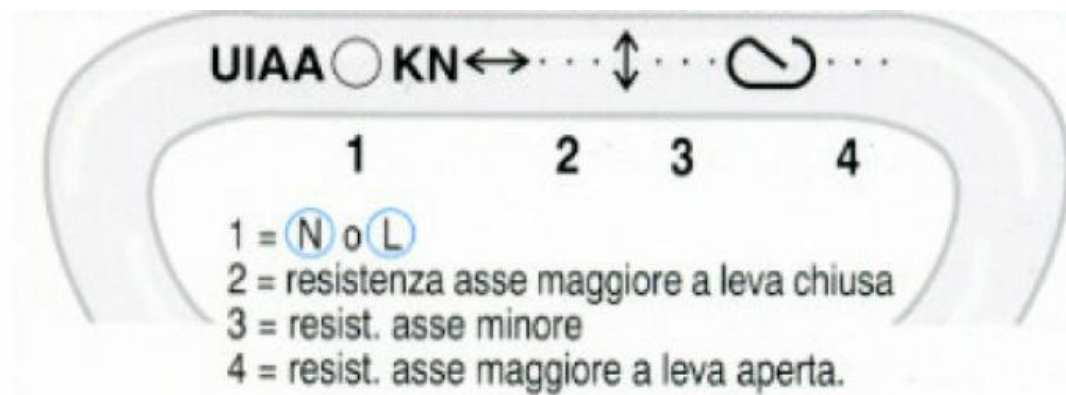 UIAA KN ↔ ... ↕ ... ...
1 2 3 4
1 = N o L
2 = resistenza asse maggiore a leva chiusa
3 = resist. asse minore
4 = resist. asse maggiore a leva aperta.